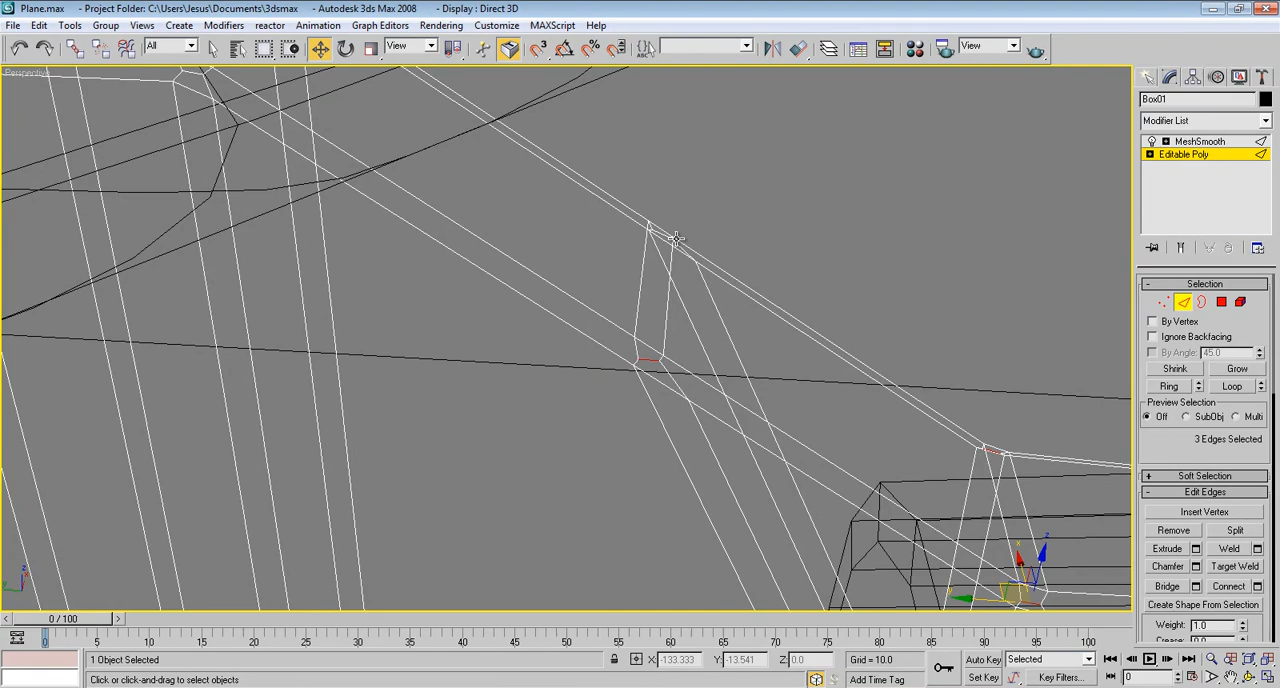 Plane.max - Project Folder: C:\Users\Jesus\Documents\3dsmax - Autodesk 3ds Max 2008 - Display : Direct 3D
File Edit Tools Group Views Create Modifiers reactor Animation Graph Editors Rendering Customize MAXScript Help
All View View
Perspective
Box01
Modifier List
MeshSmooth
Editable Poly
- Selection
By Vertex
Ignore Backfacing
By Angle: 45.0
Shrink Grow
Ring Loop
Preview Selection
Off SubObj Multi
3 Edges Selected
+ Soft Selection
- Edit Edges
Insert Vertex
Remove Split
Extrude Weld
Chamfer Target Weld
Bridge Connect
Create Shape From Selection
Weight: 1.0
Crease 0.0
x y z
0 / 100
0 5 10 15 20 25 30 35 40 45 50 55 60 65 70 75 80 85 90 95 100
1 Object Selected X: -133.333 Y: -13.541 Z: 0.0 Grid = 10.0 Auto Key Selected
Click or click-and-drag to select objects Add Time Tag Set Key Key Filters... 0